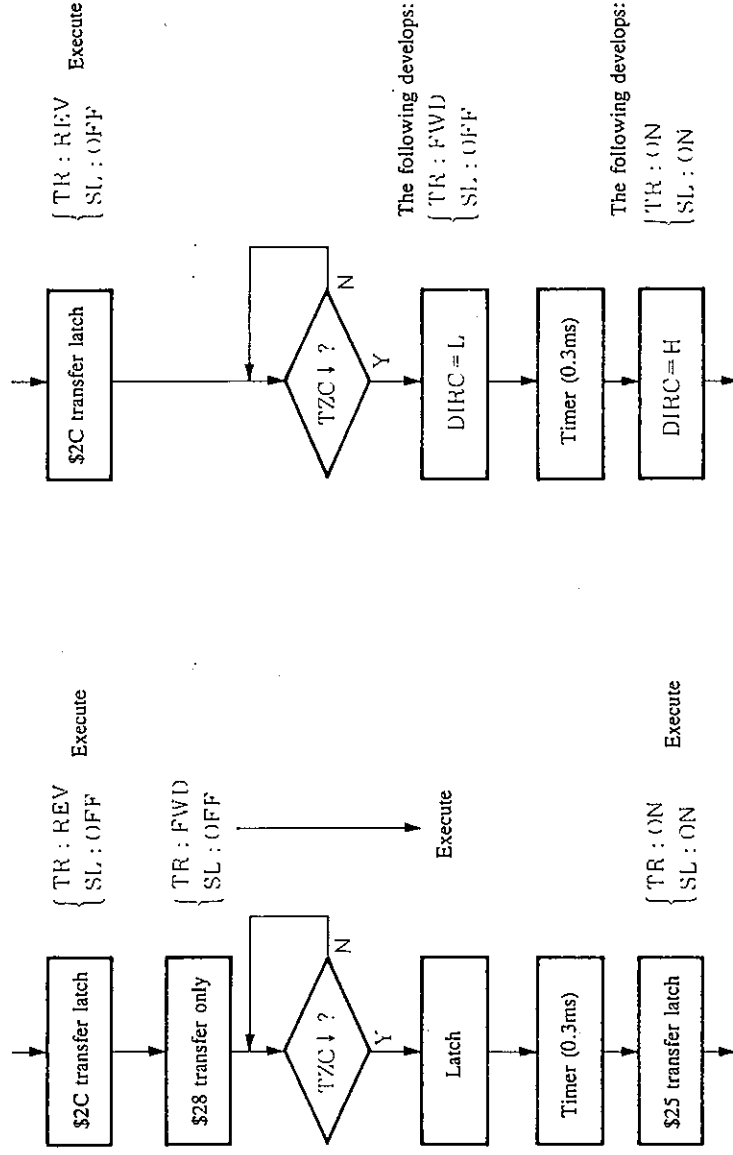 $2C transfer latch
{ TR : REV
SL : OFF
Execute
$28 transfer only
{ TR : FWD
SL : OFF
TZC ↓ ?
N
Y
Execute
Latch
Timer (0.3ms)
$25 transfer latch
{ TR : ON
SL : ON
Execute
$2C transfer latch
{ TR : REV
SL : OFF
Execute
TZC ↓ ?
N
Y
DIRC = L
The following develops:
{ TR : FWD
SL : OFF
Timer (0.3ms)
DIRC = H
The following develops:
{ TR : ON
SL : ON